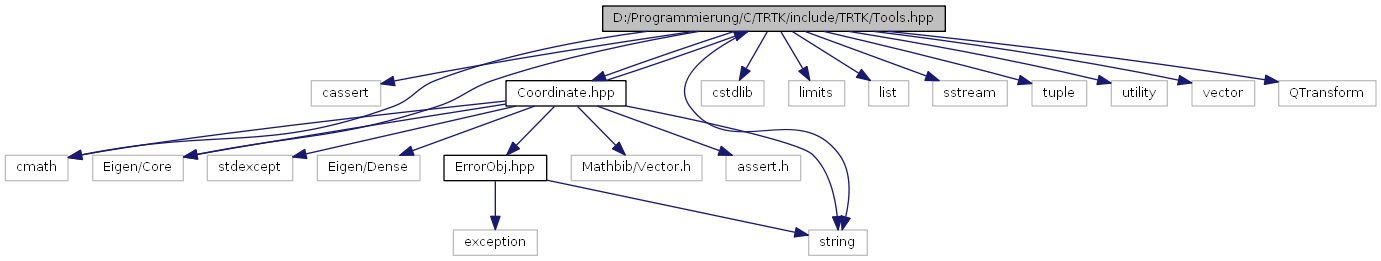 D:/Programmierung/C/TRTK/include/TRTK/Tools.hpp
cassert
Coordinate.hpp
cstdlib
limits
list
sstream
tuple
utility
vector
QTransform
cmath
Eigen/Core
stdexcept
Eigen/Dense
ErrorObj.hpp
Mathbib/Vector.h
assert.h
exception
string